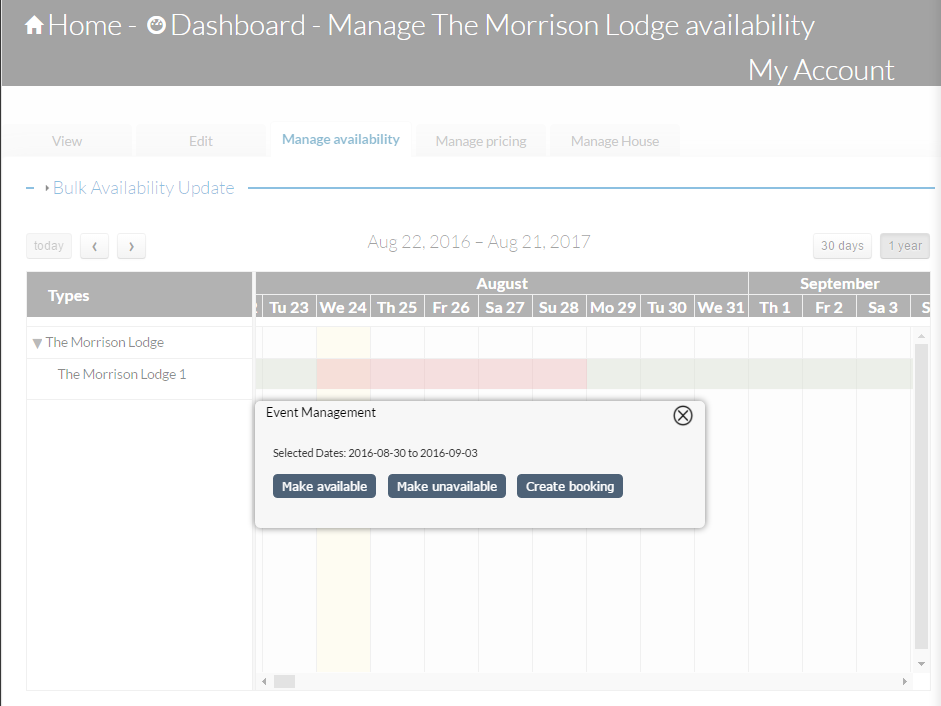 Home - Dashboard - Manage The Morrison Lodge availability
My Account
View Edit Manage availability Manage pricing Manage House
Bulk Availability Update
today ‹ › Aug 22, 2016 – Aug 21, 2017 30 days 1 year
Types
August September
Tu 23 We 24 Th 25 Fr 26 Sa 27 Su 28 Mo 29 Tu 30 We 31 Th 1 Fr 2 Sa 3 S
The Morrison Lodge
The Morrison Lodge 1
Event Management
Selected Dates: 2016-08-30 to 2016-09-03
Make available Make unavailable Create booking